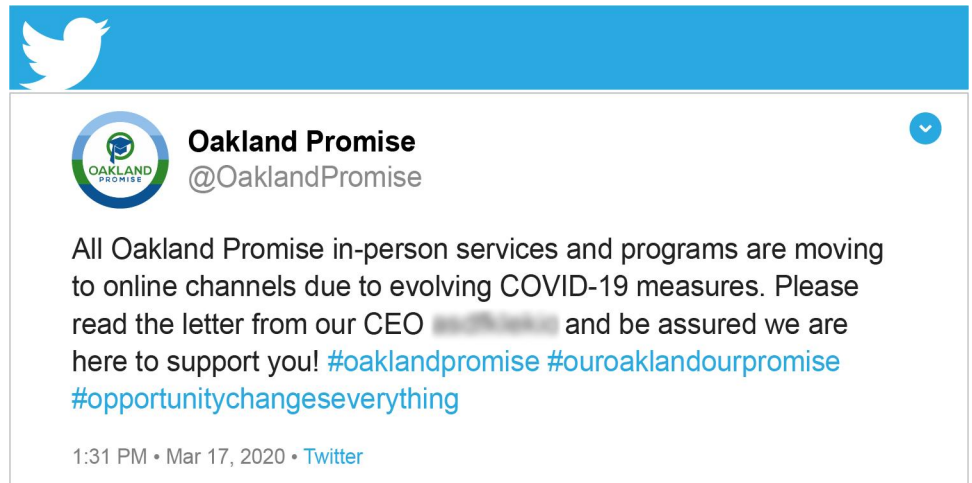 OAKLAND
PROMISE
Oakland Promise
@OaklandPromise
All Oakland Promise in-person services and programs are moving
to online channels due to evolving COVID-19 measures. Please
read the letter from our CEO and be assured we are
here to support you! #oaklandpromise #ouroaklandourpromise
#opportunitychangeseverything
1:31 PM • Mar 17, 2020 • Twitter